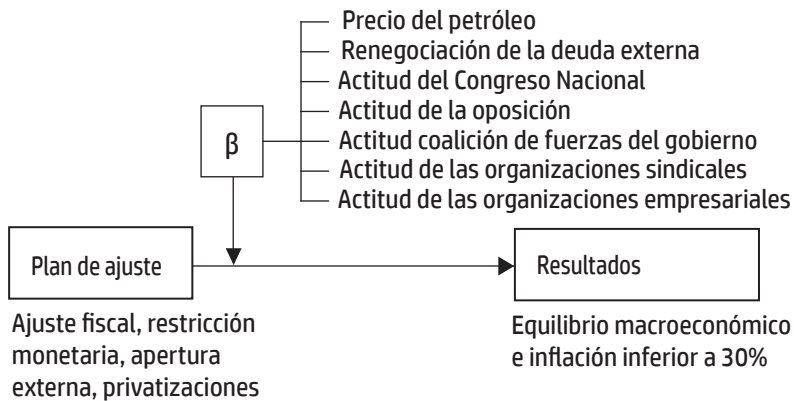 Precio del petróleo
Renegociación de la deuda externa
Actitud del Congreso Nacional
Actitud de la oposición
β
Actitud coalición de fuerzas del gobierno
Actitud de las organizaciones sindicales
Actitud de las organizaciones empresariales
Plan de ajuste
Resultados
Ajuste fiscal, restricción
monetaria, apertura
externa, privatizaciones
Equilibrio macroeconómico
e inflación inferior a 30%